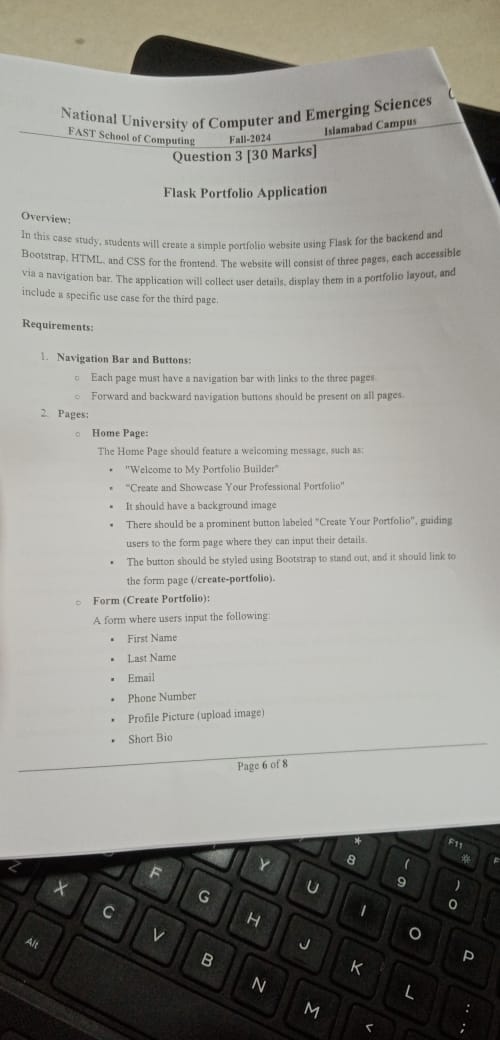 National University of Computer and Emerging Sciences
FAST School of Computing Fall-2024 Islamabad Campus
Question 3 [30 Marks]
Flask Portfolio Application
Overview:
In this case study, students will create a simple portfolio website using Flask for the backend and
Bootstrap, HTML, and CSS for the frontend. The website will consist of three pages, each accessible
via a navigation bar. The application will collect user details, display them in a portfolio layout, and
include a specific use case for the third page.
Requirements:
1. Navigation Bar and Buttons:
○ Each page must have a navigation bar with links to the three pages.
○ Forward and backward navigation buttons should be present on all pages.
2. Pages:
○ Home Page:
The Home Page should feature a welcoming message, such as:
▪ "Welcome to My Portfolio Builder"
▪ "Create and Showcase Your Professional Portfolio"
▪ It should have a background image
▪ There should be a prominent button labeled "Create Your Portfolio", guiding
users to the form page where they can input their details.
▪ The button should be styled using Bootstrap to stand out, and it should link to
the form page (/create-portfolio).
○ Form (Create Portfolio):
A form where users input the following:
▪ First Name
▪ Last Name
▪ Email
▪ Phone Number
▪ Profile Picture (upload image)
▪ Short Bio
Page 6 of 8
F11
* 8 ( 9 ) 0
Y U I O P
F G H J K L : ;
Z X C V B N M <
Alt